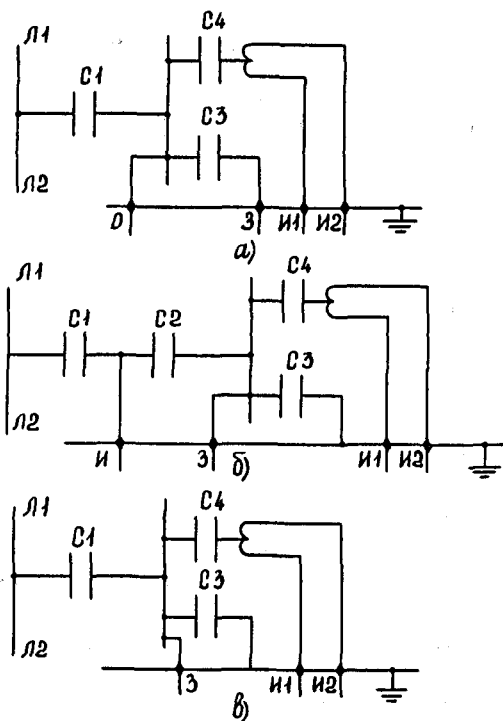 Л1 С4
С1
С3
Л2
О З И1 И2
а)
Л1 С4
С1 С2
С3
Л2
И З И1 И2
б)
Л1 С4
С1
С3
Л2
З И1 И2
в)